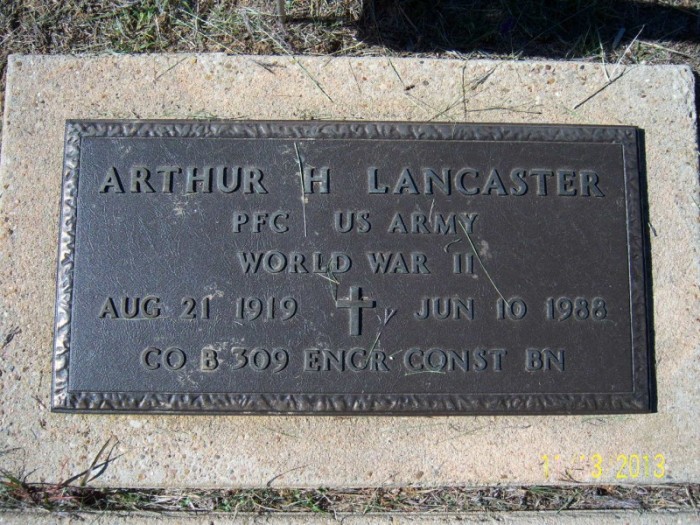 ARTHUR H LANCASTER
PFC US ARMY
WORLD WAR II
AUG 21 1919 JUN 10 1988
CO B 309 ENGR CONST BN
2013